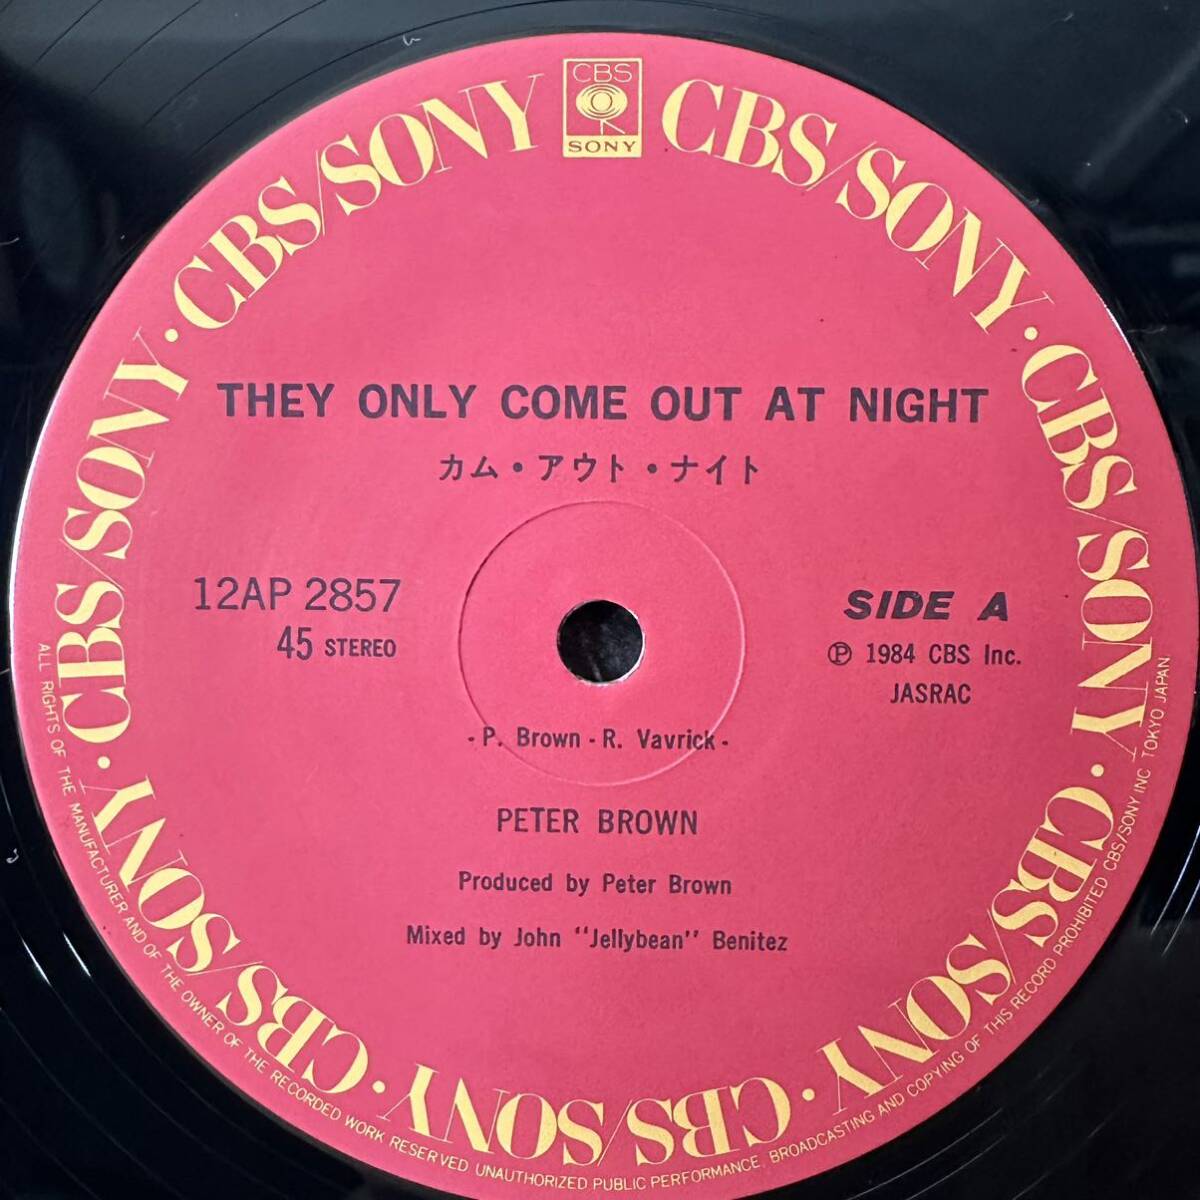 CBS
SONY
CBS/SONY · CBS/SONY · CBS/SONY · CBS/SONY · CBS/SONY · CBS/SONY · CBS/SONY · CBS/SONY · CBS/SONY · CBS/SONY
THEY ONLY COME OUT AT NIGHT
カム・アウト・ナイト
12AP 2857
45 STEREO
SIDE A
Ⓟ 1984 CBS Inc.
JASRAC
- P. Brown - R. Vavrick -
PETER BROWN
Produced by Peter Brown
Mixed by John "Jellybean" Benitez
ALL RIGHTS OF THE MANUFACTURER AND OF THE OWNER OF THE RECORDED WORK RESERVED UNAUTHORIZED PUBLIC PERFORMANCE, BROADCASTING AND COPYING OF THIS RECORD PROHIBITED CBS/SONY INC TOKYO JAPAN